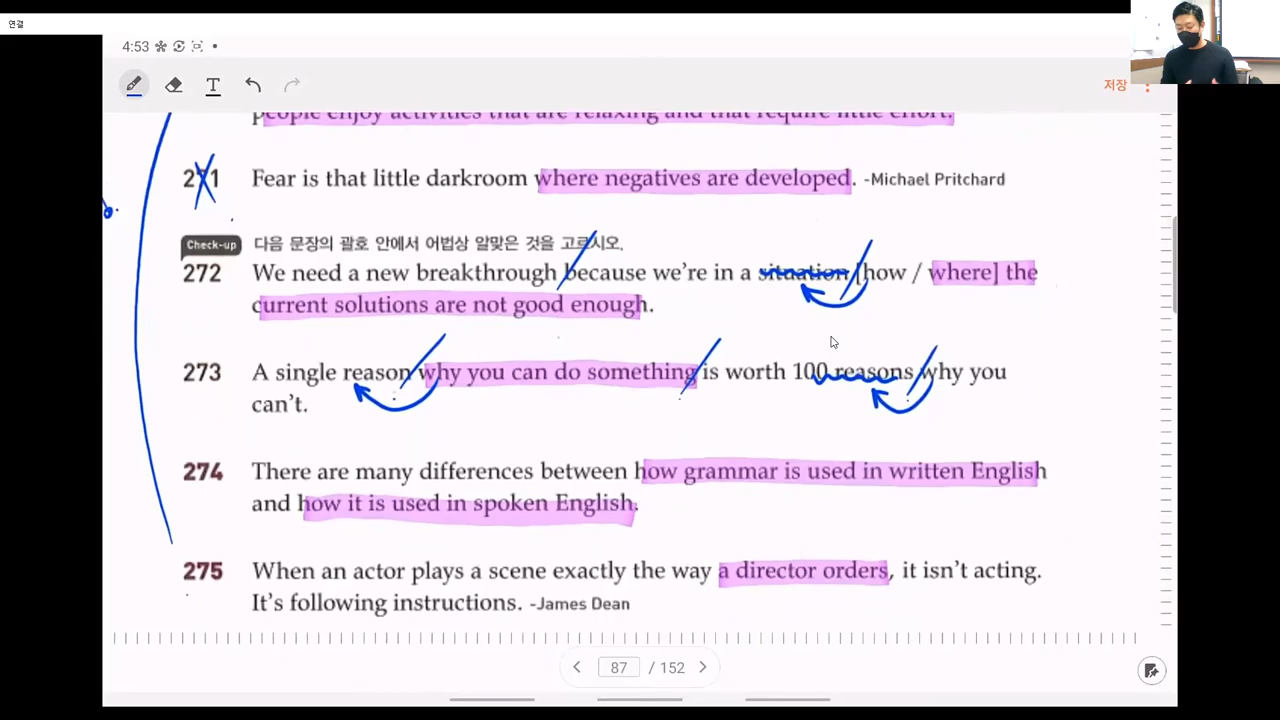 연결
4:53
T
저장
people enjoy activities that are relaxing and that require little effort.
271 Fear is that little darkroom where negatives are developed. -Michael Pritchard
Check-up 다음 문장의 괄호 안에서 어법상 알맞은 것을 고르시오.
272 We need a new breakthrough because we're in a situation [how / where] the
current solutions are not good enough.
273 A single reason why you can do something is worth 100 reasons why you
can't.
274 There are many differences between how grammar is used in written English
and how it is used in spoken English.
275 When an actor plays a scene exactly the way a director orders, it isn't acting.
It's following instructions. -James Dean
87 / 152